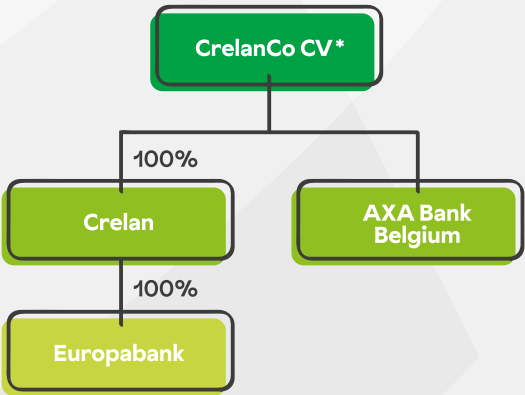 CrelanCo CV*
100%
Crelan
AXA Bank
Belgium
100%
Europabank